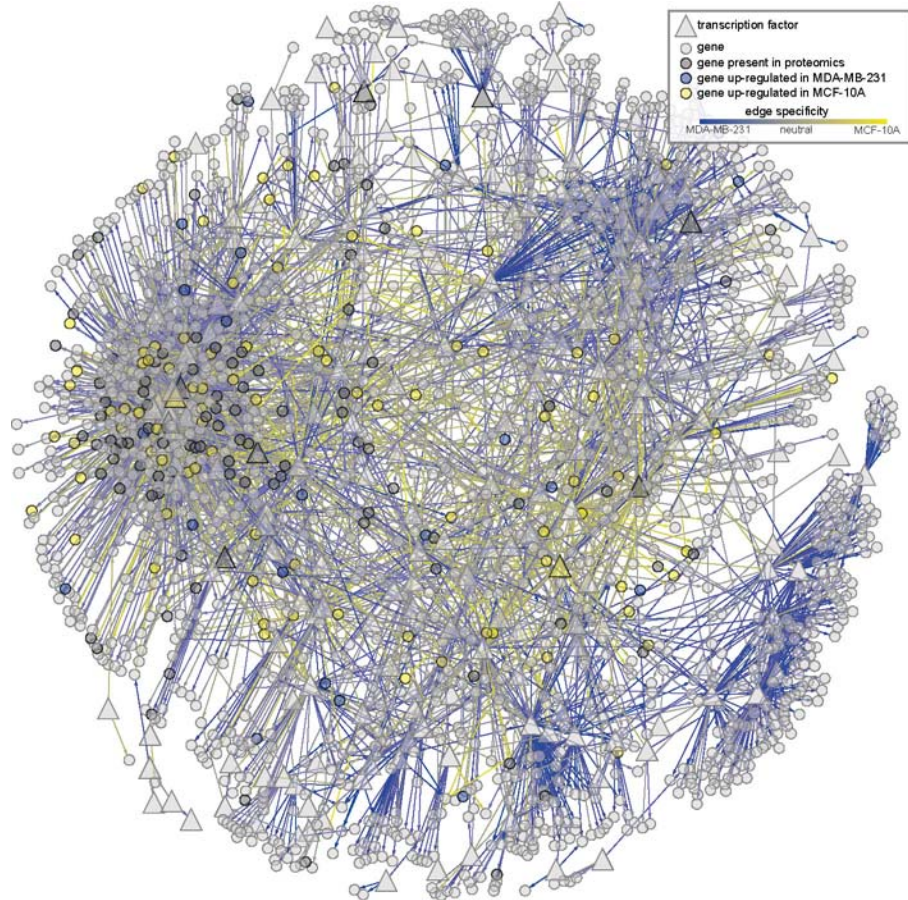 transcription factor
gene
gene present in proteomics
gene up-regulated in MDA-MB-231
gene up-regulated in MCF-10A
edge specificity
MDA-MB-231 neutral MCF-10A